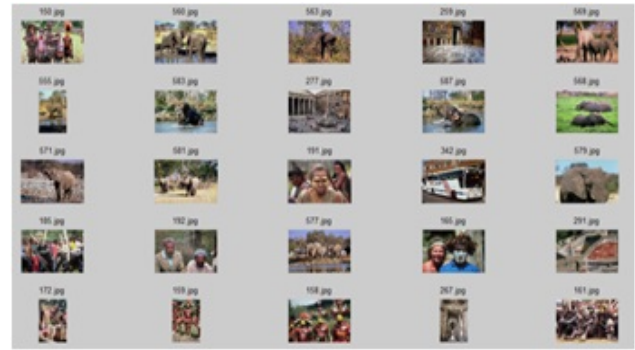 150.jpg 560.jpg 563.jpg 259.jpg 569.jpg
555.jpg 583.jpg 277.jpg 587.jpg 568.jpg
571.jpg 581.jpg 191.jpg 342.jpg 579.jpg
185.jpg 192.jpg 577.jpg 165.jpg 291.jpg
172.jpg 159.jpg 158.jpg 267.jpg 161.jpg